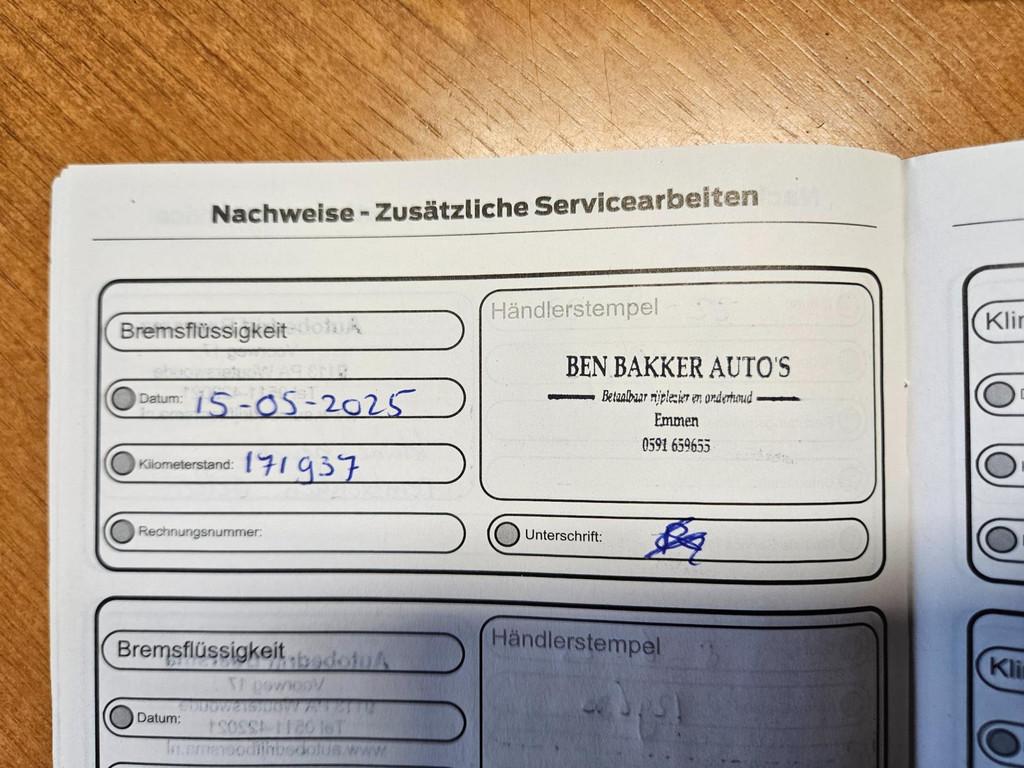 Nachweise - Zusätzliche Servicearbeiten
Bremsflüssigkeit
Datum: 15-05-2025
Kilometerstand: 171937
Rechnungsnummer:
Händlerstempel
BEN BAKKER AUTO'S
Betaalbaar rijplezier en onderhoud
Emmen
0591 659655
Unterschrift:
Bremsflüssigkeit
Datum:
Händlerstempel
Klin
Kli